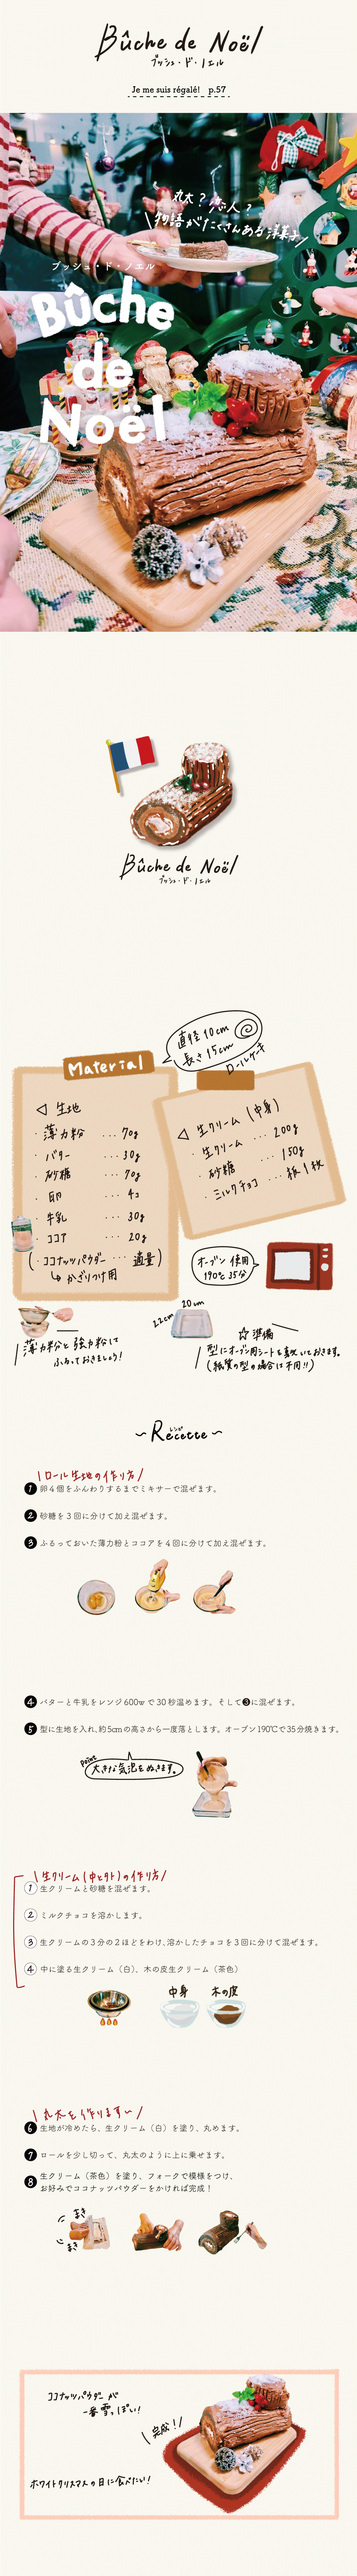 Bûche de Noël
ブッシュ・ド・ノエル
Je me suis régalé! p.57
丸太？恋人？
物語がたくさんある洋菓子
ブッシュ・ド・ノエル
Bûche
de
Noël
Bûche de Noël
ブッシュ・ド・ノエル
直径10cm
長さ15cm
ロールケーキ
Material
◁ 生地
薄力粉 … 70g
・バター … 30g
・砂糖 … 70g
・卵 … 4コ
・牛乳 … 30g
・ココア … 20g
(・ココナッツパウダー … 適量)
↳ かざりつけ用
◁ 生クリーム（中身）
・生クリーム … 200g
・砂糖 … 150g
・ミルクチョコ … 板1枚
オーブン使用
190℃ 35分
薄力粉と強力粉して
ふるっておきましょう！
20cm
22cm
☆準備
型にオーブン用シートを敷いておきます。
(紙質の型の場合は不用!!)
～Recette～
レシピ
ロール生地の作り方
❶ 卵4個をふんわりするまでミキサーで混ぜます。
❷ 砂糖を3回に分けて加え混ぜます。
❸ ふるっておいた薄力粉とココアを4回に分けて加え混ぜます。
❹ バターと牛乳をレンジ600wで30秒温めます。そして❸に混ぜます。
❺ 型に生地を入れ、約5cmの高さから一度落とします。オーブン190℃で35分焼きます。
point
大きな気泡をぬきます。
生クリーム(中と外)の作り方
① 生クリームと砂糖を混ぜます。
② ミルクチョコを溶かします。
③ 生クリームの3分の2ほどをわけ、溶かしたチョコを3回に分けて混ぜます。
④ 中に塗る生クリーム（白）、木の皮生クリーム（茶色）
中身 木の皮
丸太を作ります〜
❻ 生地が冷めたら、生クリーム（白）を塗り、丸めます。
❼ ロールを少し切って、丸太のように上に乗せます。
❽ 生クリーム（茶色）を塗り、フォークで模様をつけ、
お好みでココナッツパウダーをかければ完成！
まき
まき
ココナッツパウダーが
一番雪っぽい！
完成！
ホワイトクリスマスの日に食べたい！